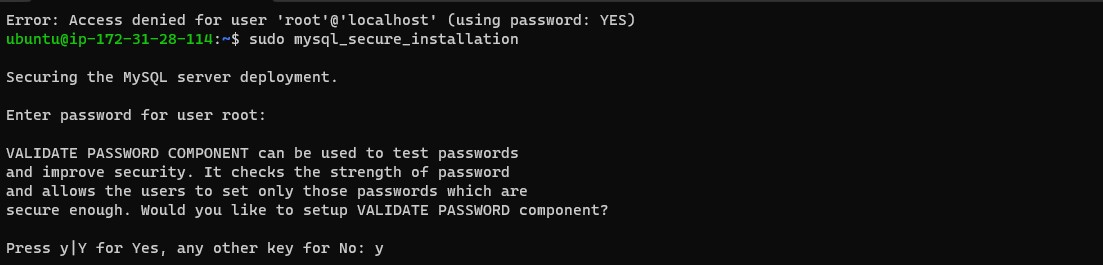 Error: Access denied for user 'root'@'localhost' (using password: YES)
ubuntu@ip-172-31-28-114:~$ sudo mysql_secure_installation
Securing the MySQL server deployment.
Enter password for user root:
VALIDATE PASSWORD COMPONENT can be used to test passwords
and improve security. It checks the strength of password
and allows the users to set only those passwords which are
secure enough. Would you like to setup VALIDATE PASSWORD component?
Press y|Y for Yes, any other key for No: y